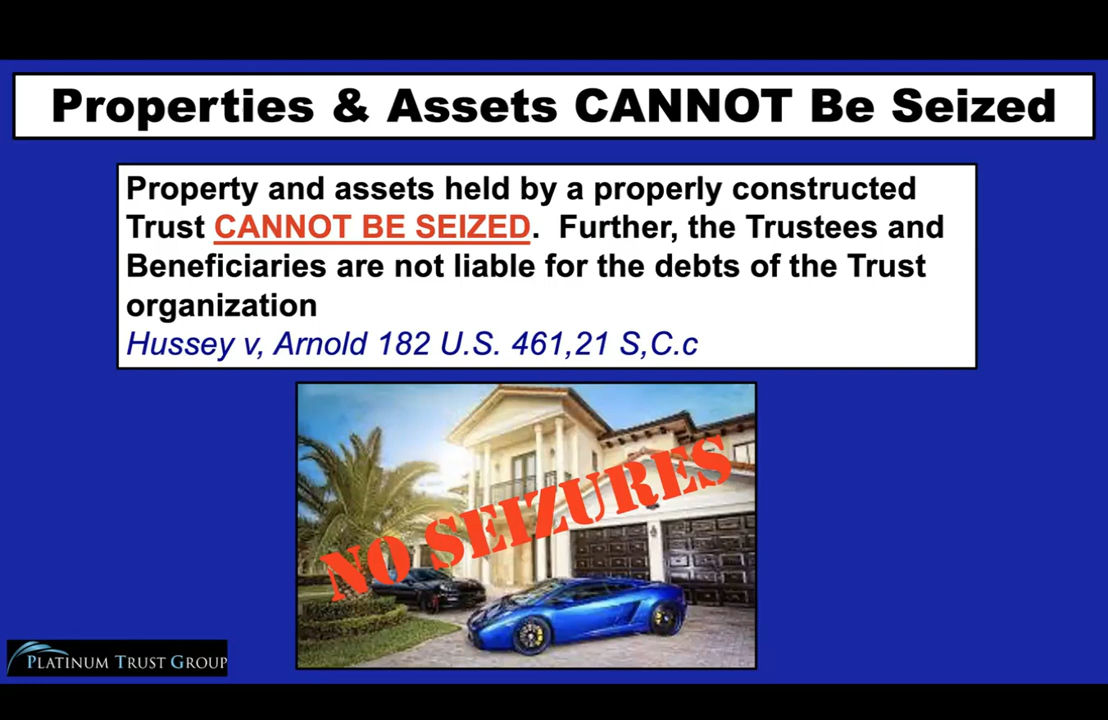 Properties & Assets CANNOT Be Seized
Property and assets held by a properly constructed
Trust CANNOT BE SEIZED.  Further, the Trustees and
Beneficiaries are not liable for the debts of the Trust
organization
Hussey v, Arnold 182 U.S. 461,21 S,C.c
NO SEIZURES
PLATINUM TRUST GROUP